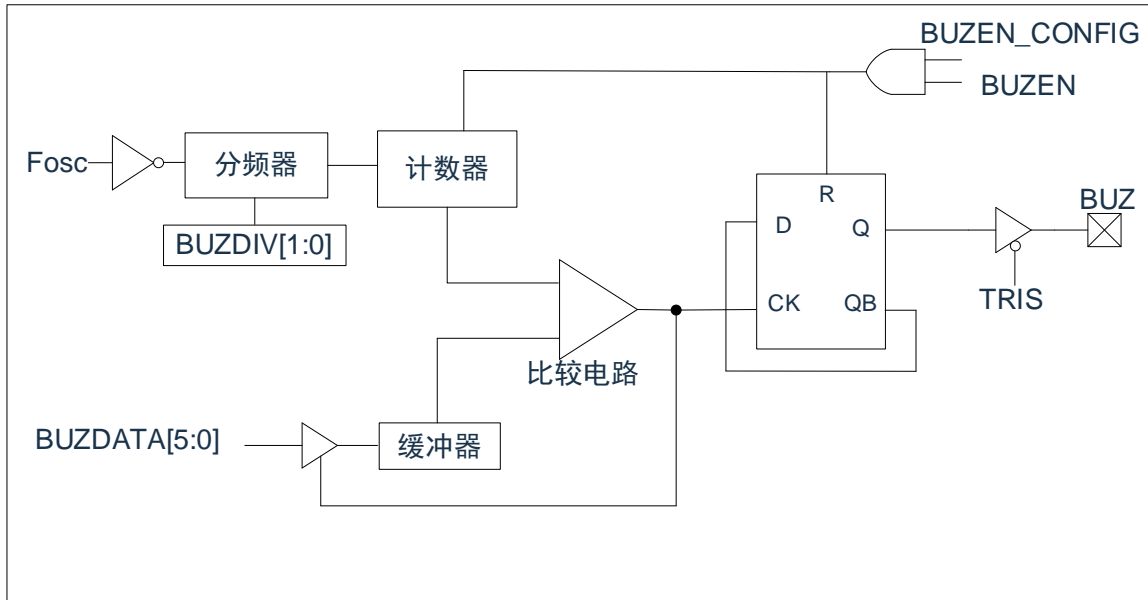 BUZEN_CONFIG
BUZEN
Fosc
分频器
计数器
BUZDIV[1:0]
R
D
Q
BUZ
CK
QB
TRIS
比较电路
BUZDATA[5:0]
缓冲器